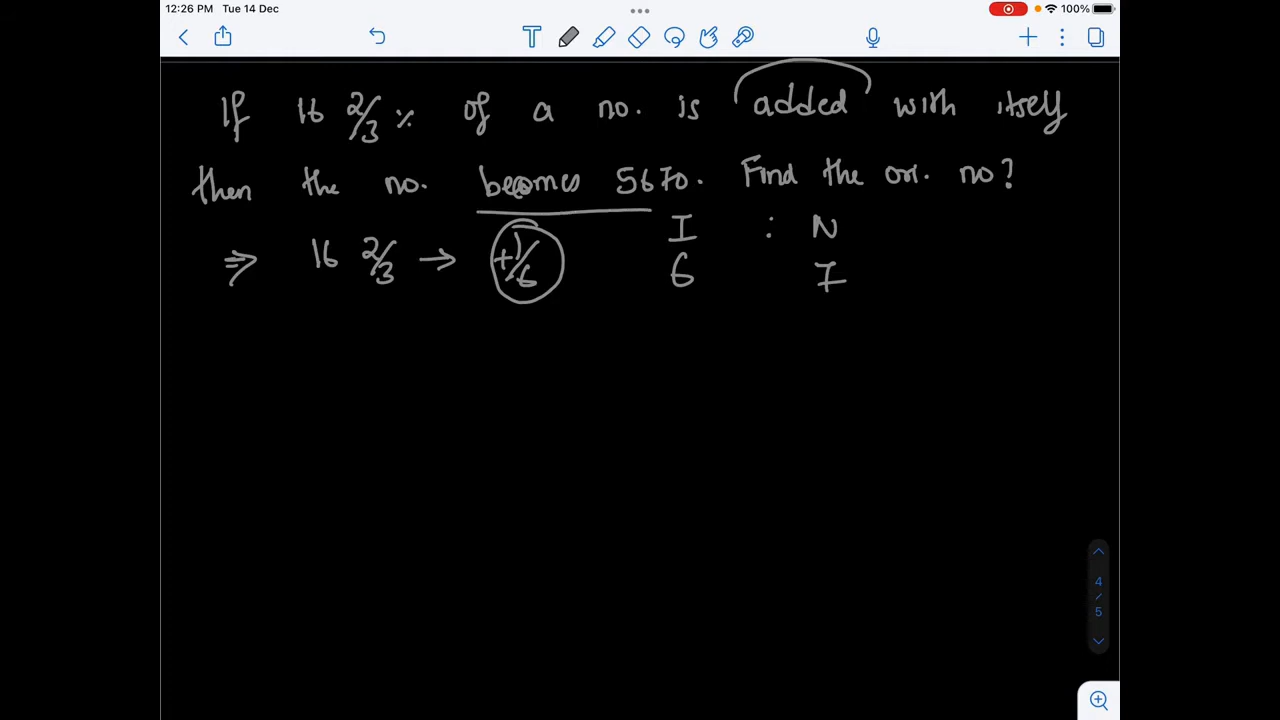 12:26 PM Tue 14 Dec 100%
If 16 2/3 % of a no. is added with itself
then the no. becomes 5670. Find the ori. no?
I : N
⇒ 16 2/3 → +1/6 6 7
4
/
5